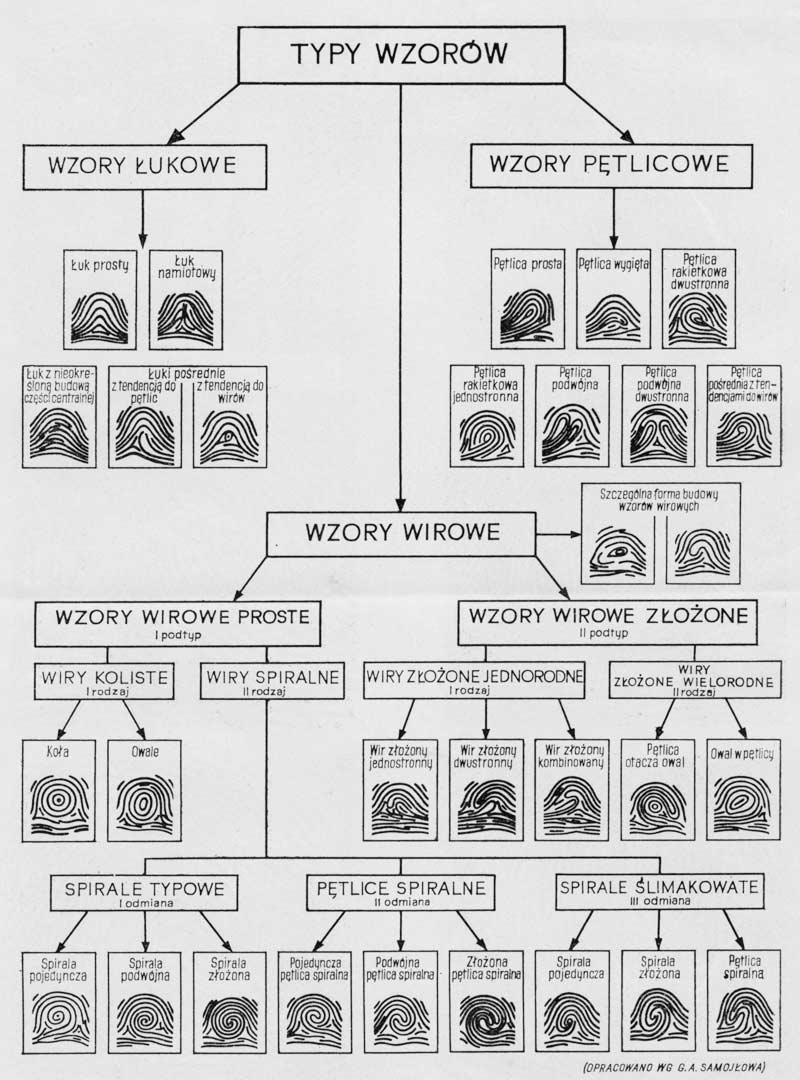 TYPY WZORÓW
WZORY ŁUKOWE
WZORY PĘTLICOWE
Łuk prosty
Łuk
namiotowy
Pętlica prosta
Pętlica wygięta
Pętlica
rakietkowa
dwustronna
Łuk z nieokre-
śloną budową
części centralnej
Łuki pośrednie
z tendencją do
pętlic
z tendencją do
wirów
Pętlica
rakietkowa
jednostronna
Pętlica
podwójna
Pętlica
podwójna
dwustronna
Pętlica
pośrednia z ten-
dencjami do wirów
Szczególna forma budowy
wzorów wirowych
WZORY WIROWE
WZORY WIROWE PROSTE
I podtyp
WZORY WIROWE ZŁOŻONE
II podtyp
WIRY KOLISTE
I rodzaj
WIRY SPIRALNE
II rodzaj
WIRY ZŁOŻONE JEDNORODNE
I rodzaj
WIRY
ZŁOŻONE WIELORODNE
II rodzaj
Koła
Owale
Wir złożony
jednostronny
Wir złożony
dwustronny
Wir złożony
kombinowany
Pętlica
otacza owal
Owal w pętlicy
SPIRALE TYPOWE
I odmiana
PĘTLICE SPIRALNE
II odmiana
SPIRALE ŚLIMAKOWATE
III odmiana
Spirala
pojedyncza
Spirala
podwójna
Spirala
złożona
Pojedyncza
pętlica spiralna
Podwójna
pętlica spiralna
Złożona
pętlica spiralna
Spirala
pojedyncza
Spirala
złożona
Pętlica
spiralna
(OPRACOWANO WG G. A. SAMOJŁOWA)